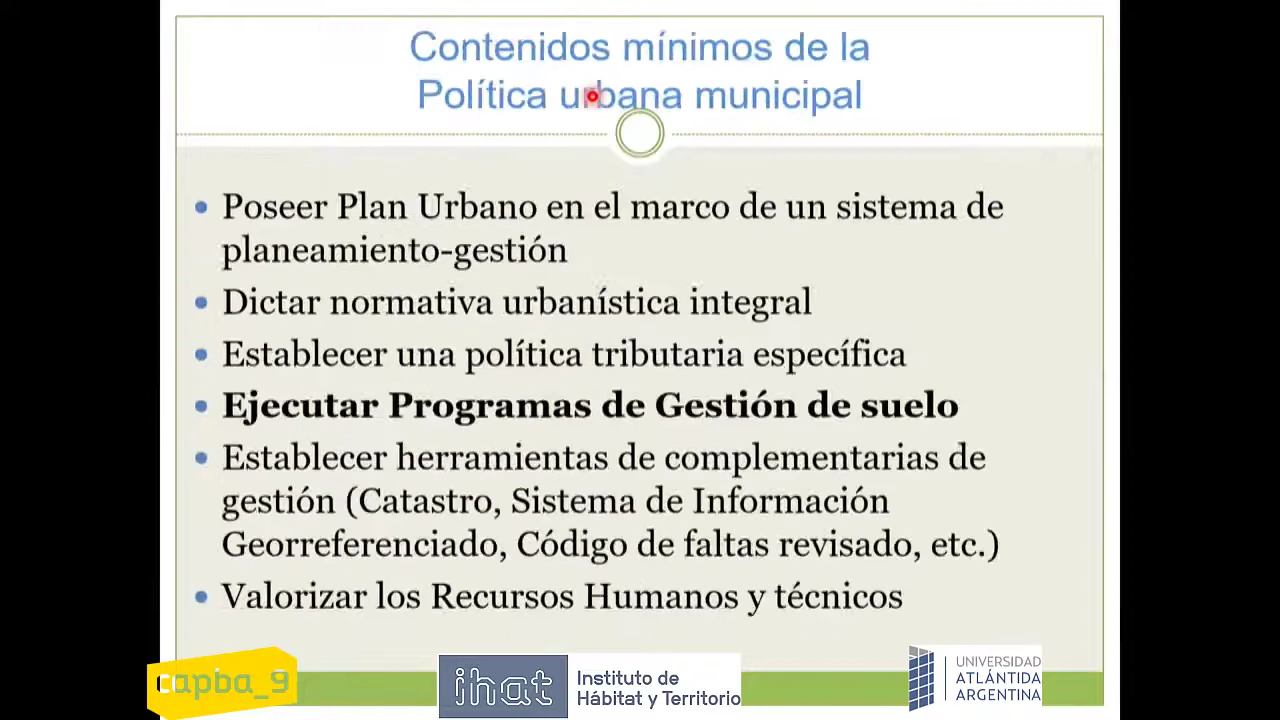 Contenidos mínimos de la
Política urbana municipal
Poseer Plan Urbano en el marco de un sistema de
planeamiento-gestión
Dictar normativa urbanística integral
Establecer una política tributaria específica
Ejecutar Programas de Gestión de suelo
Establecer herramientas de complementarias de
gestión (Catastro, Sistema de Información
Georreferenciado, Código de faltas revisado, etc.)
Valorizar los Recursos Humanos y técnicos
capba_9
ihat
Instituto de
Hábitat y Territorio
UNIVERSIDAD
ATLÁNTIDA
ARGENTINA